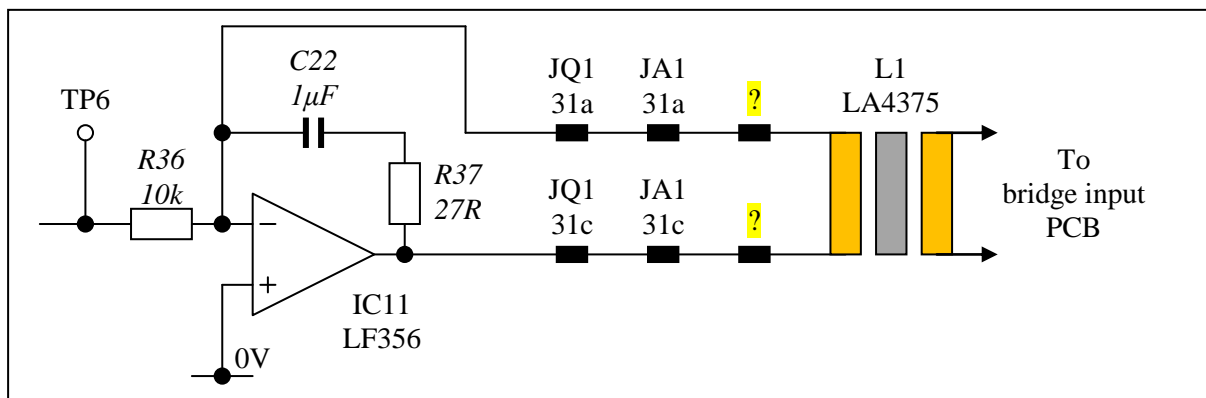 TP6
R36
10k
C22
1μF
R37
27R
−
+
IC11
LF356
0V
JQ1
31a
JA1
31a
?
JQ1
31c
JA1
31c
?
L1
LA4375
To
bridge input
PCB